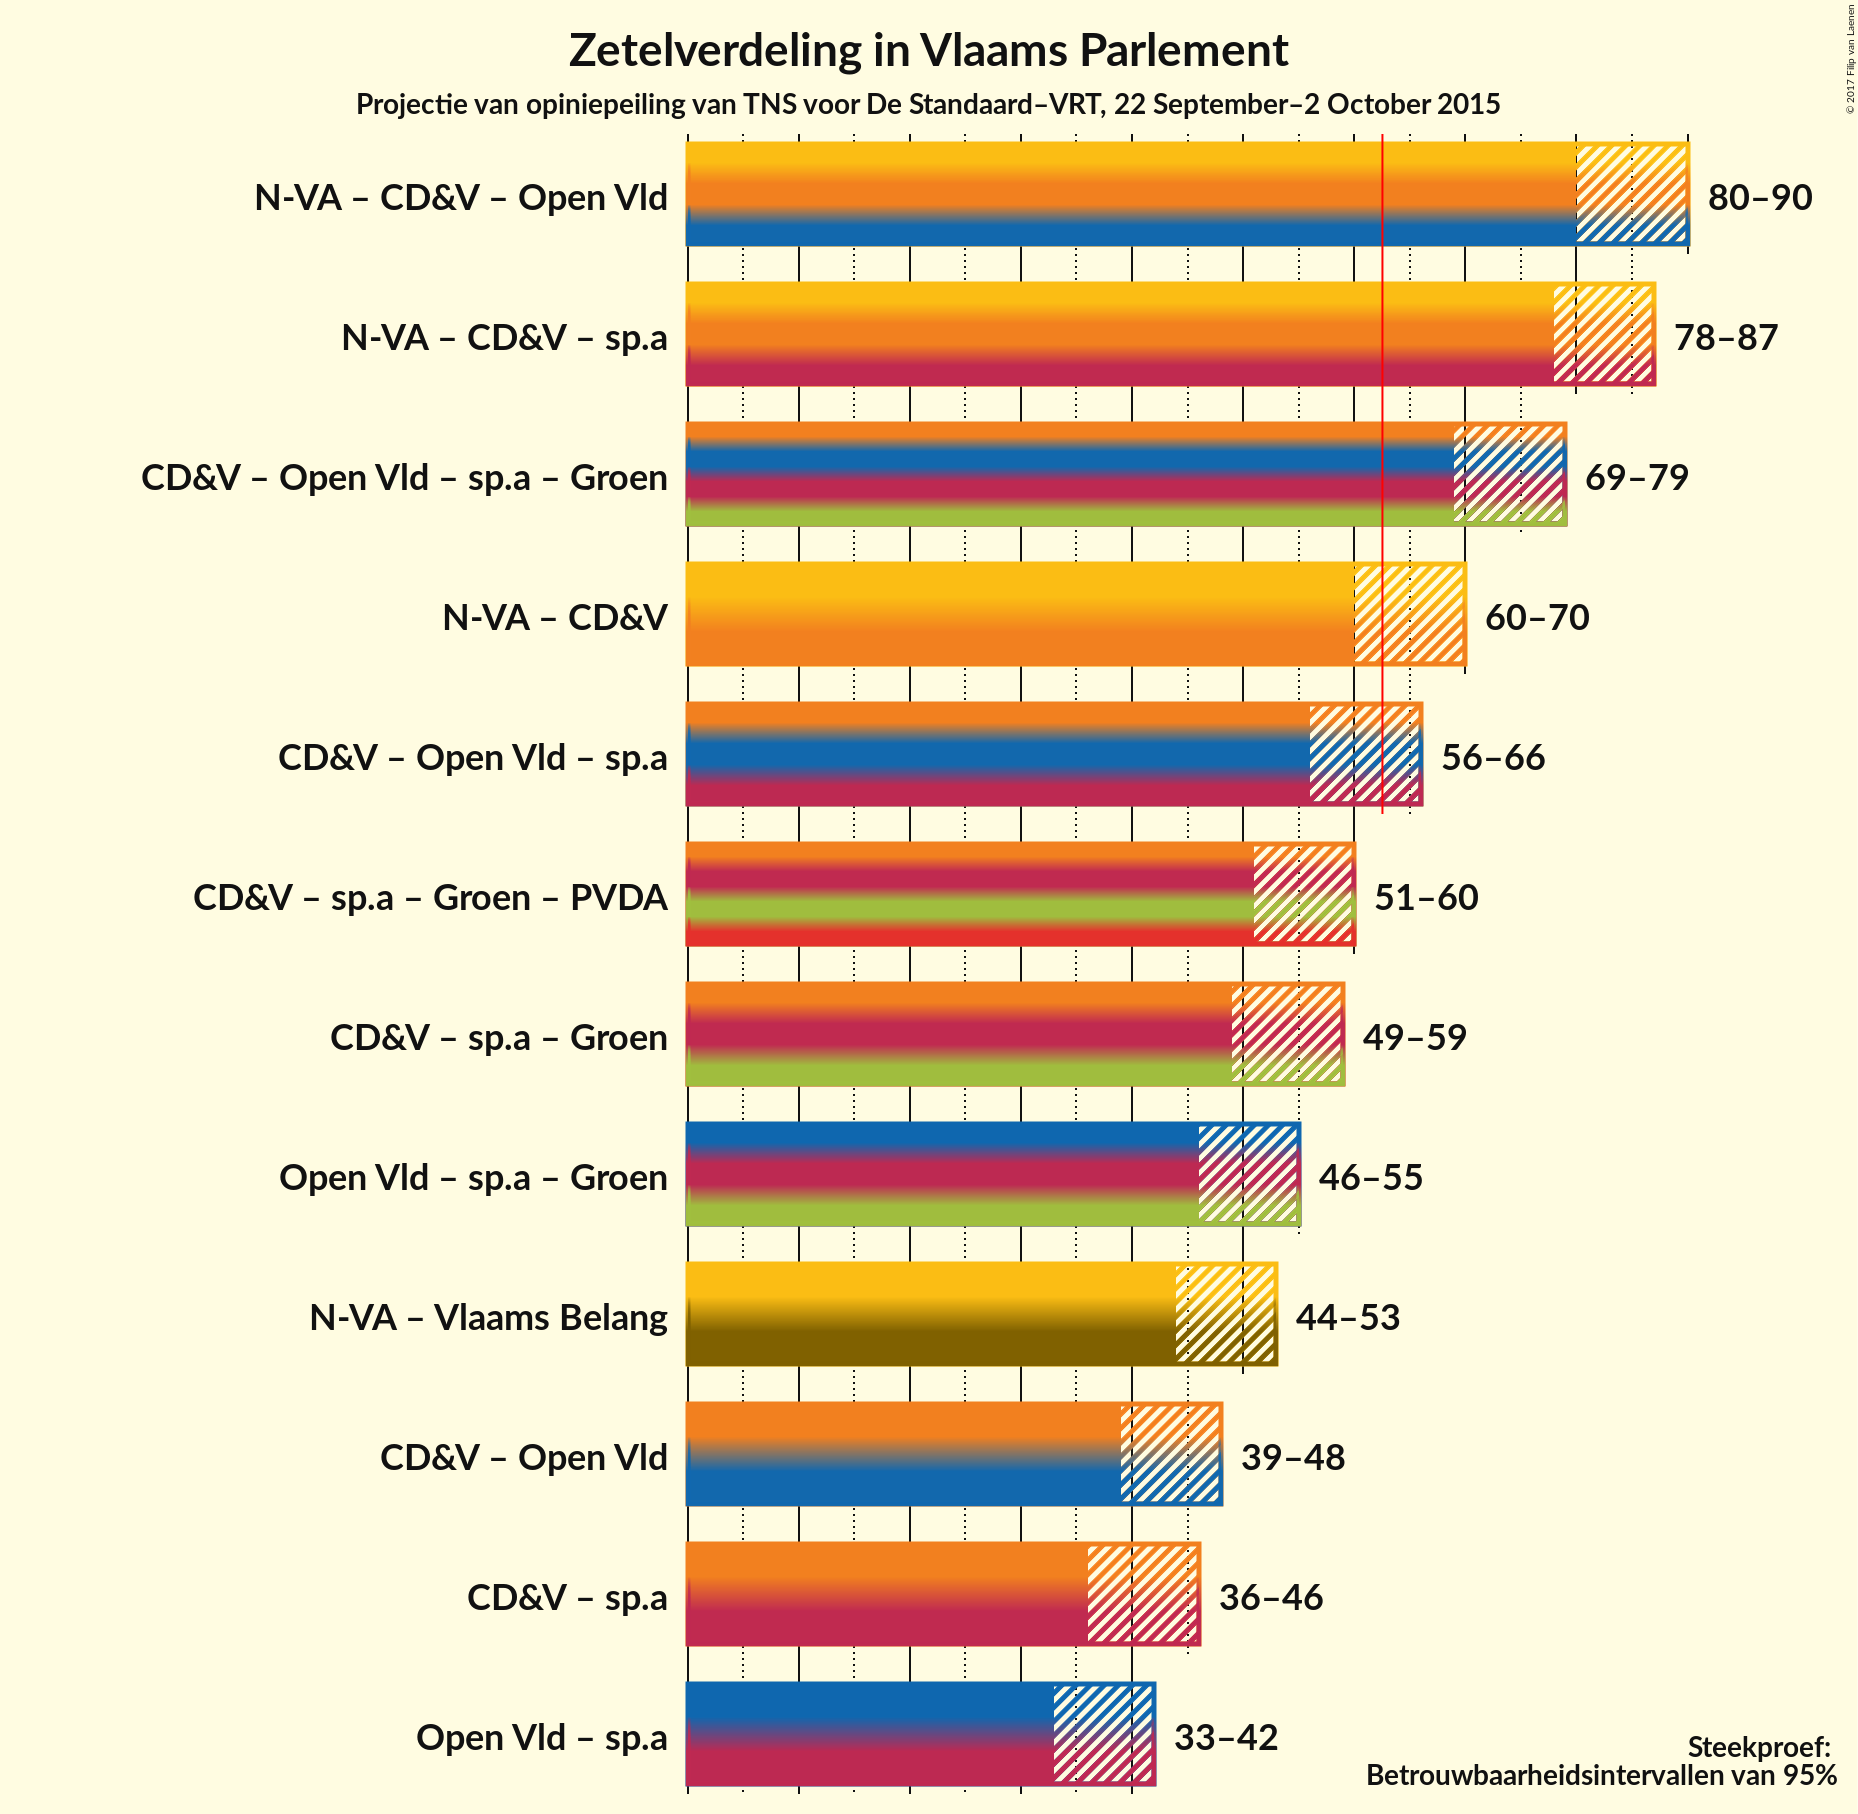 © 2017 Filip van Laenen
Zetelverdeling in Vlaams Parlement
Projectie van opiniepeiling van TNS voor De Standaard–VRT, 22 September–2 October 2015
N-VA – CD&V – Open Vld 80–90
N-VA – CD&V – sp.a 78–87
CD&V – Open Vld – sp.a – Groen 69–79
N-VA – CD&V 60–70
CD&V – Open Vld – sp.a 56–66
CD&V – sp.a – Groen – PVDA 51–60
CD&V – sp.a – Groen 49–59
Open Vld – sp.a – Groen 46–55
N-VA – Vlaams Belang 44–53
CD&V – Open Vld 39–48
CD&V – sp.a 36–46
Open Vld – sp.a 33–42
Steekproef:
Betrouwbaarheidsintervallen van 95%